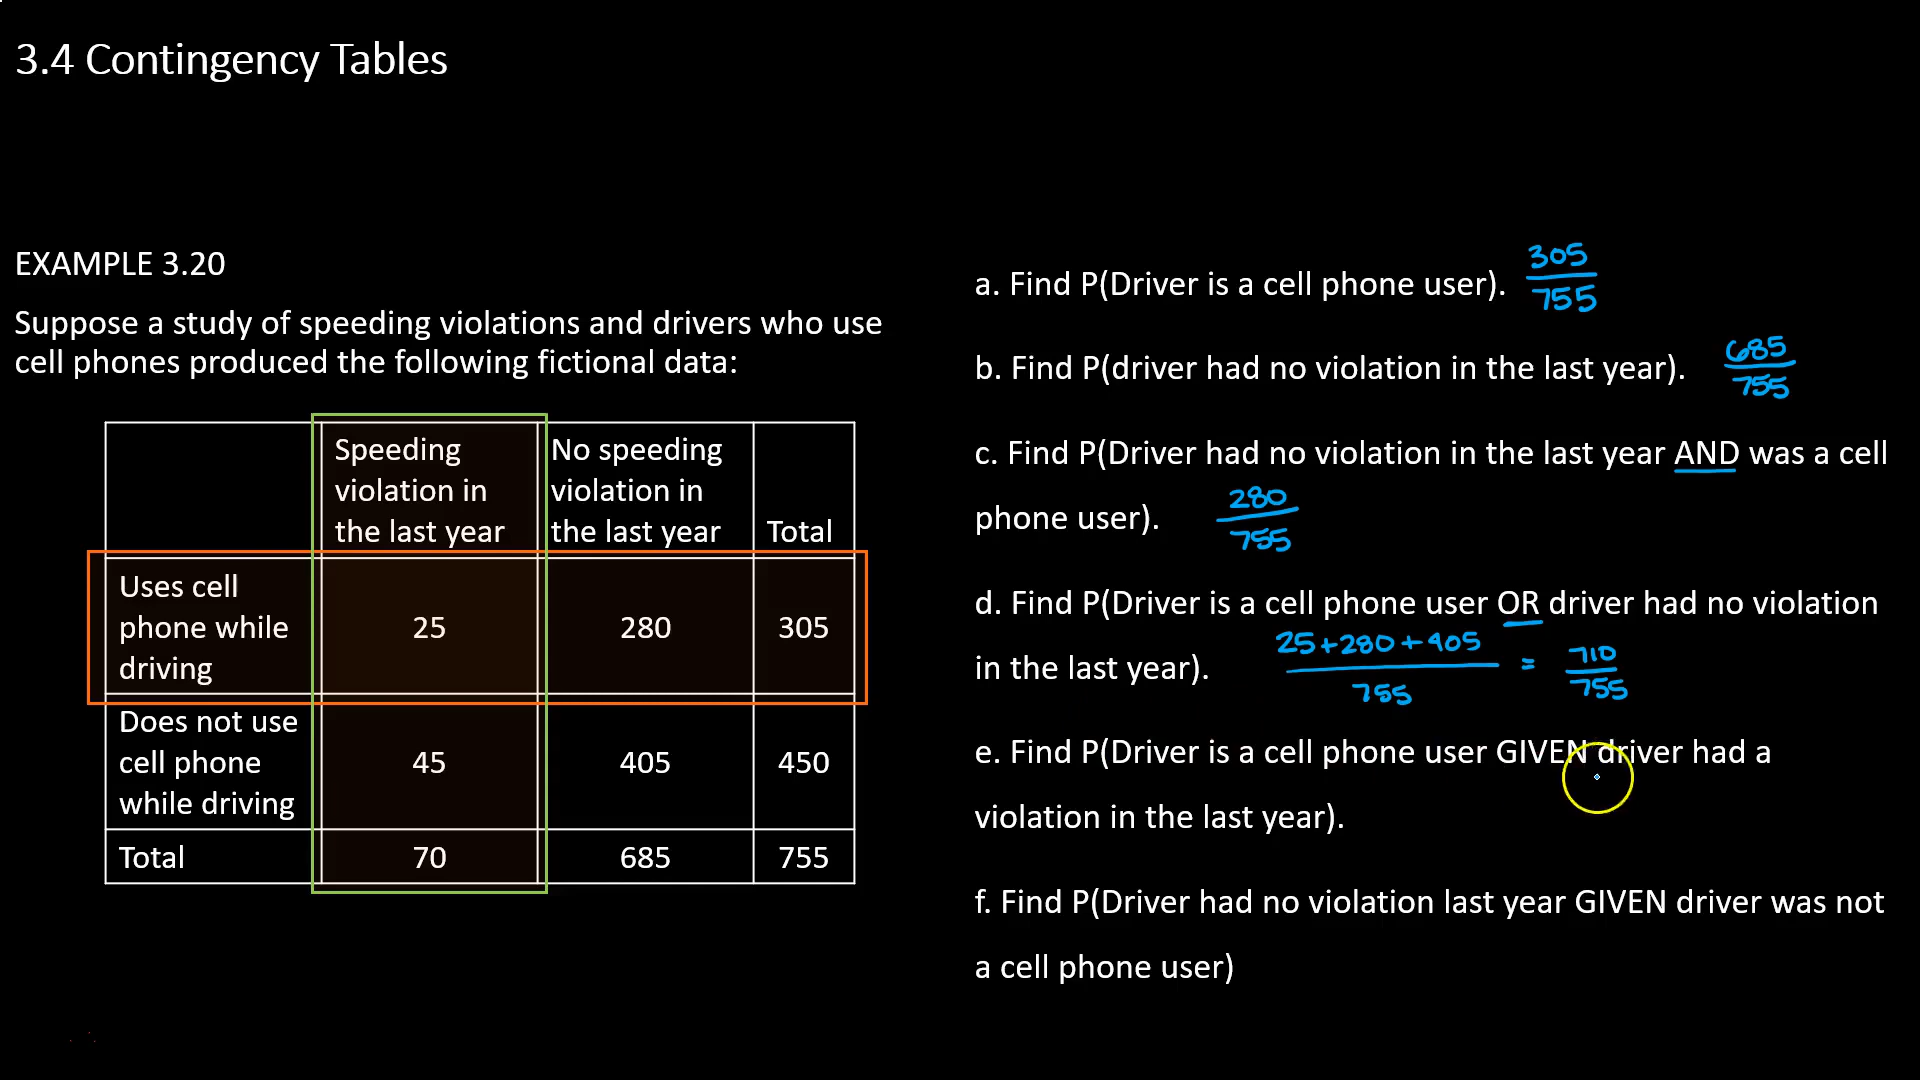 3.4 Contingency Tables
EXAMPLE 3.20
Suppose a study of speeding violations and drivers who use
cell phones produced the following fictional data:
Speeding violation in the last year
No speeding violation in the last year
Total
Uses cell phone while driving
25
280
305
Does not use cell phone while driving
45
405
450
Total
70
685
755
a. Find P(Driver is a cell phone user). 305/755
b. Find P(driver had no violation in the last year). 685/755
c. Find P(Driver had no violation in the last year AND was a cell
phone user). 280/755
d. Find P(Driver is a cell phone user OR driver had no violation
in the last year). 25+280+405/755 = 710/755
e. Find P(Driver is a cell phone user GIVEN driver had a
violation in the last year).
f. Find P(Driver had no violation last year GIVEN driver was not
a cell phone user)